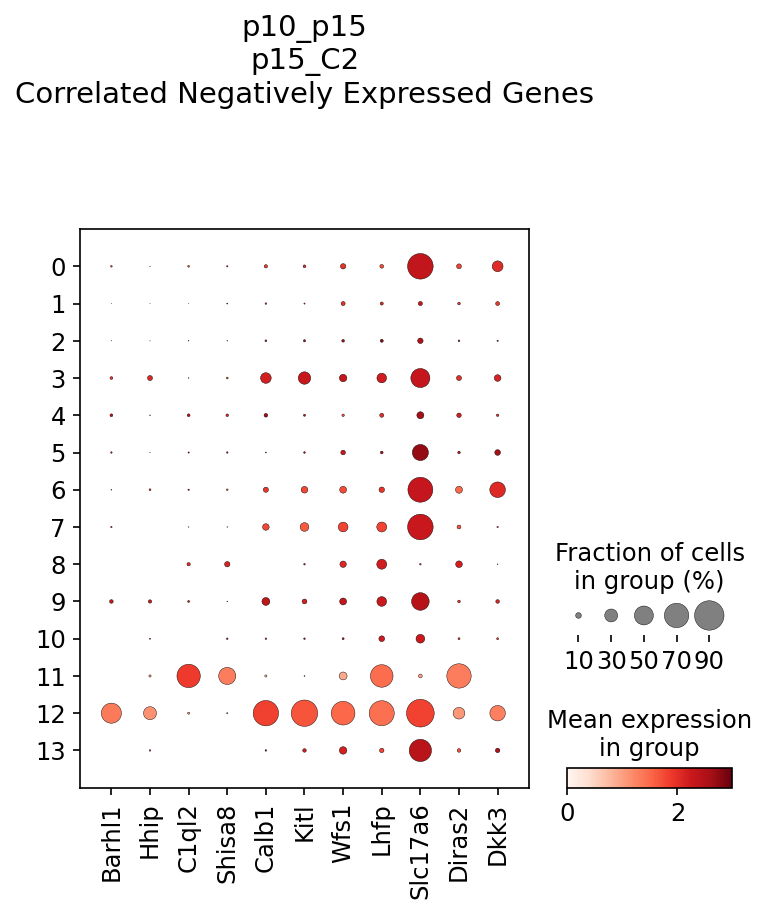 p10_p15
p15_C2
Correlated Negatively Expressed Genes
0
1
2
3
4
5
6
7
8
9
10
11
12
13
Barhl1
Hhip
C1ql2
Shisa8
Calb1
Kitl
Wfs1
Lhfp
Slc17a6
Diras2
Dkk3
Fraction of cells
in group (%)
10 30 50 70 90
Mean expression
in group
0 2